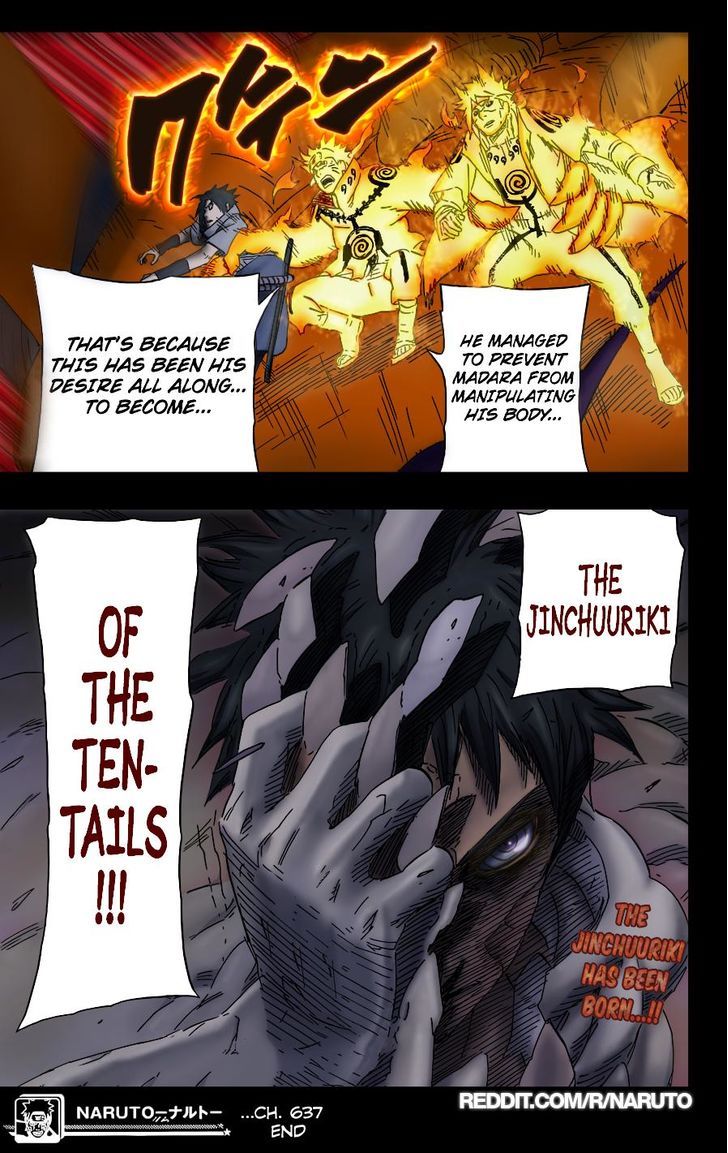 グイン
HE MANAGED
TO PREVENT
MADARA FROM
MANIPULATING
HIS BODY...
THAT'S BECAUSE
THIS HAS BEEN HIS
DESIRE ALL ALONG...
TO BECOME...
THE
JINCHUURIKI
OF
THE
TEN-
TAILS
!!!
THE
JINCHUURIKI
HAS BEEN
BORN...!!
NARUTO—ナルト—
...CH. 637
END
REDDIT.COM/R/NARUTO